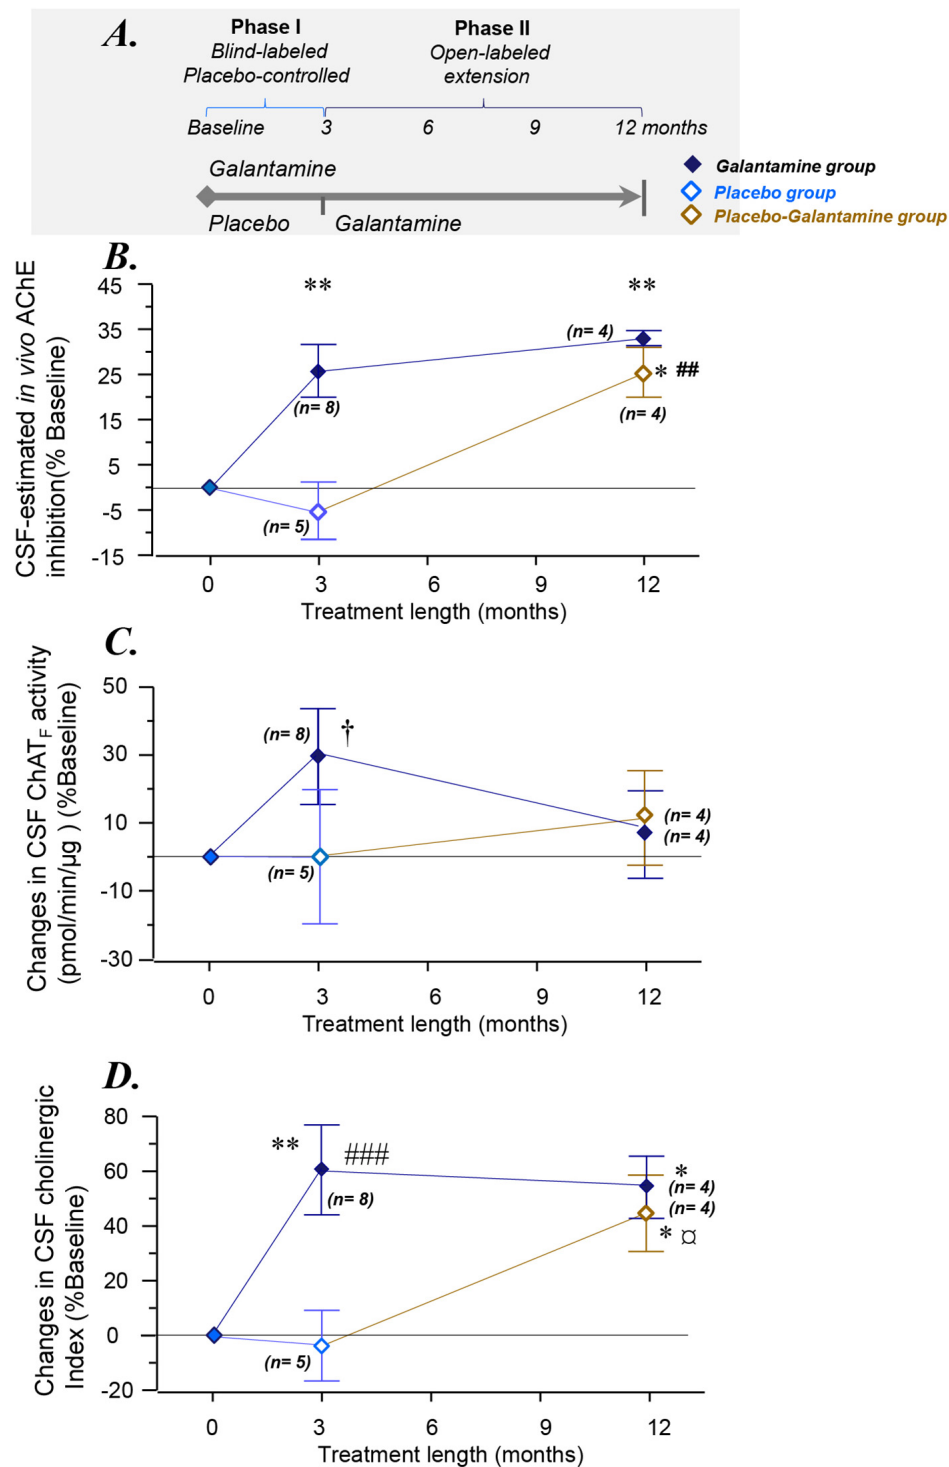 A.
Phase I
Blind-labeled
Placebo-controlled
Phase II
Open-labeled
extension
Baseline 3 6 9 12 months
Galantamine
Placebo Galantamine
Galantamine group
Placebo group
Placebo-Galantamine group
B.
CSF-estimated in vivo AChE
inhibition(% Baseline)
45
35
25
15
5
-5
-15
** **
(n= 4)
(n= 8)
* ##
(n= 4)
(n= 5)
0 3 6 9 12
Treatment length (months)
C.
Changes in CSF ChATF activity
(pmol/min/µg ) (%Baseline)
50
30
10
-10
-30
(n= 8) †
(n= 5)
(n= 4)
(n= 4)
0 3 6 9 12
Treatment length (months)
D.
Changes in CSF cholinergic
Index (%Baseline)
80
60
40
20
0
-20
** ###
(n= 8)
*
(n= 4)
(n= 4)
* ¤
(n= 5)
0 3 6 9 12
Treatment length (months)